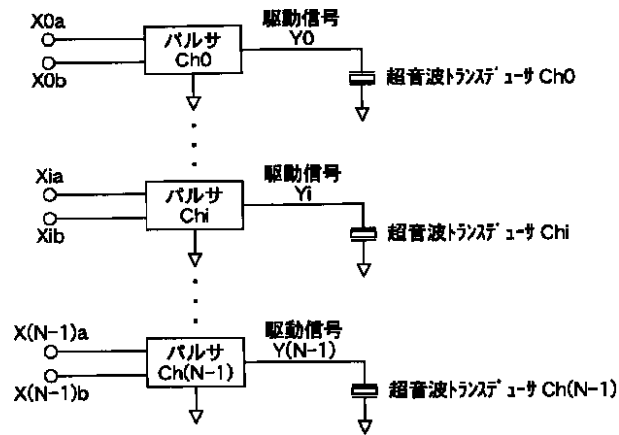 X0a
X0b
パルサ
Ch0
駆動信号
Y0
超音波トランスデューサ Ch0
Xia
Xib
パルサ
Chi
駆動信号
Yi
超音波トランスデューサ Chi
X(N-1)a
X(N-1)b
パルサ
Ch(N-1)
駆動信号
Y(N-1)
超音波トランスデューサ Ch(N-1)